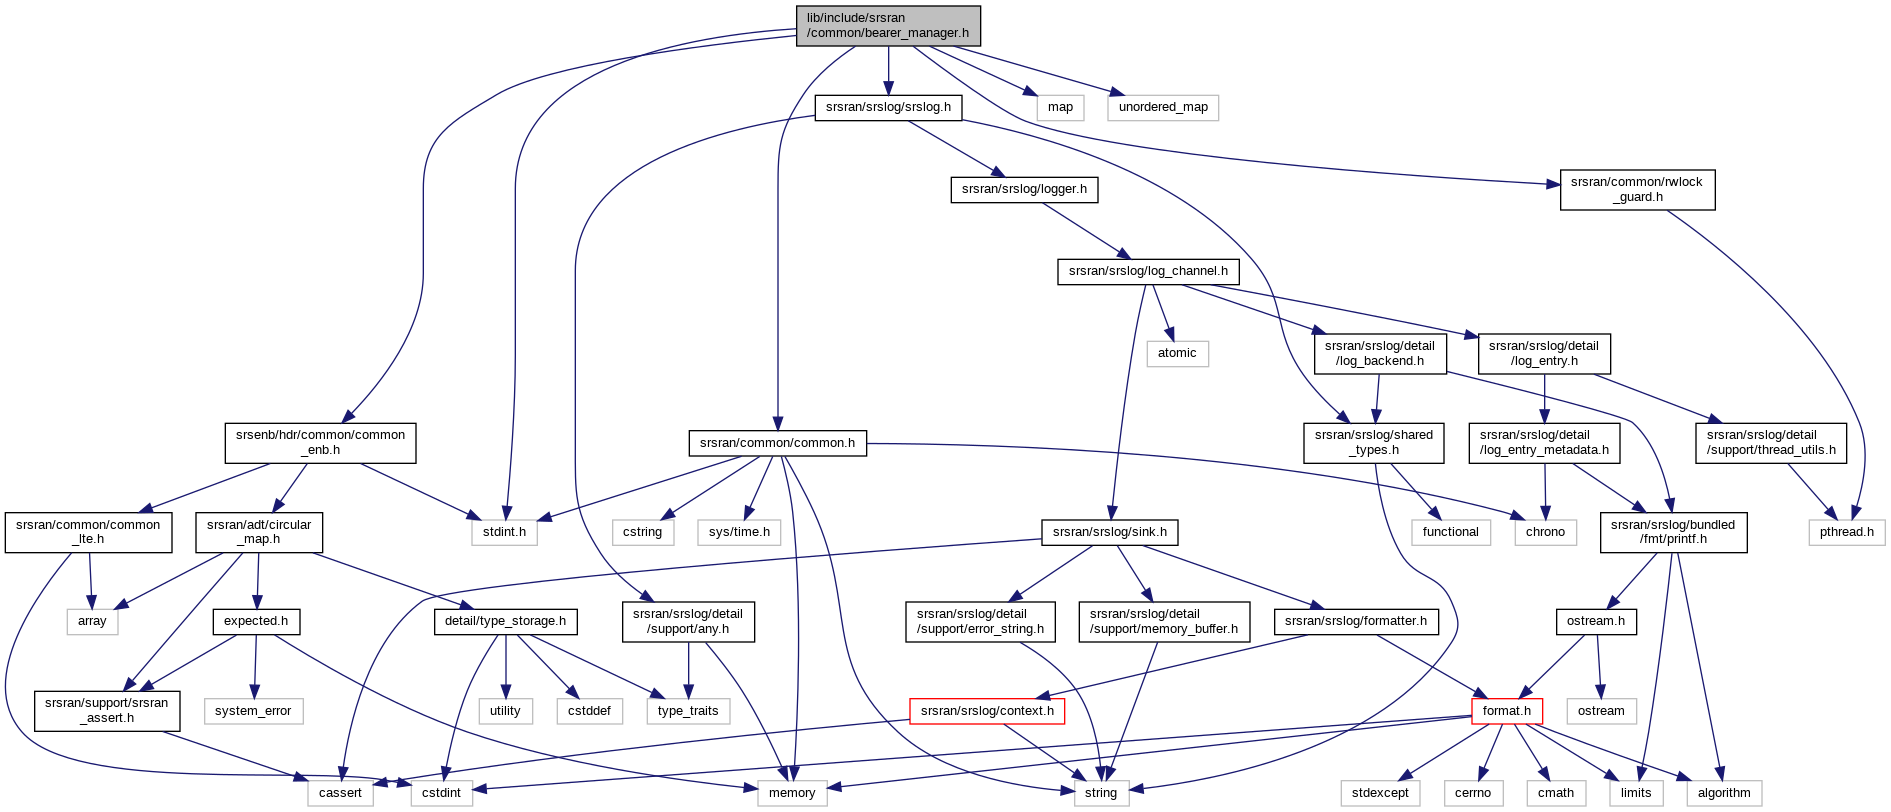 lib/include/srsran
/common/bearer_manager.h
srsran/srslog/srslog.h
map
unordered_map
srsran/srslog/logger.h
srsran/common/rwlock
_guard.h
srsran/srslog/log_channel.h
atomic
srsran/srslog/detail
/log_backend.h
srsran/srslog/detail
/log_entry.h
srsenb/hdr/common/common
_enb.h
srsran/common/common.h
srsran/srslog/shared
_types.h
srsran/srslog/detail
/log_entry_metadata.h
srsran/srslog/detail
/support/thread_utils.h
srsran/common/common
_lte.h
srsran/adt/circular
_map.h
stdint.h
cstring
sys/time.h
srsran/srslog/sink.h
functional
chrono
srsran/srslog/bundled
/fmt/printf.h
pthread.h
array
expected.h
detail/type_storage.h
srsran/srslog/detail
/support/any.h
srsran/srslog/detail
/support/error_string.h
srsran/srslog/detail
/support/memory_buffer.h
srsran/srslog/formatter.h
ostream.h
srsran/support/srsran
_assert.h
system_error
utility
cstddef
type_traits
srsran/srslog/context.h
format.h
ostream
cassert
cstdint
memory
string
stdexcept
cerrno
cmath
limits
algorithm